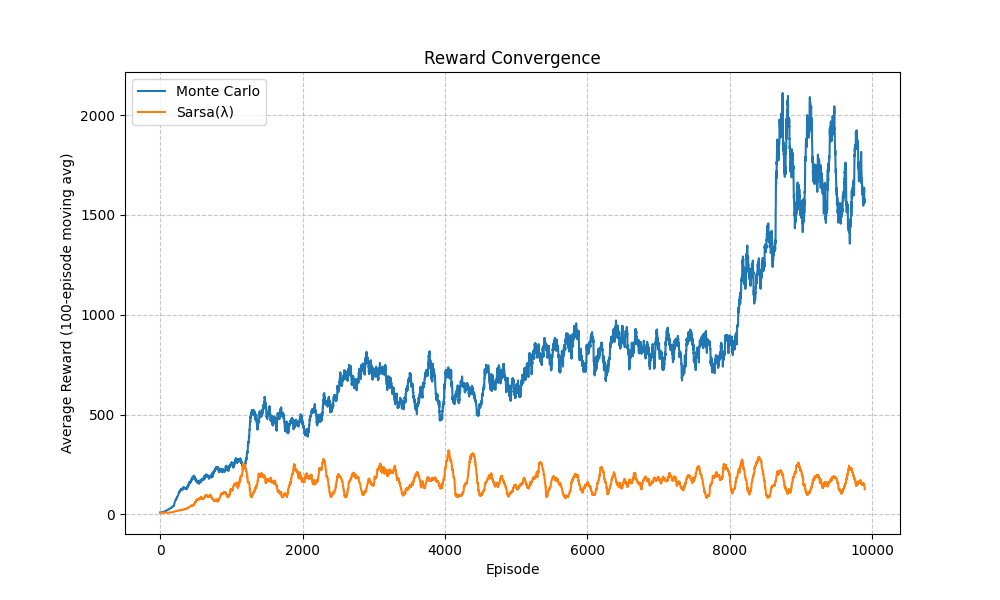 Reward Convergence
Monte Carlo
Sarsa(λ)
Average Reward (100-episode moving avg)
2000
1500
1000
500
0
0 2000 4000 6000 8000 10000
Episode